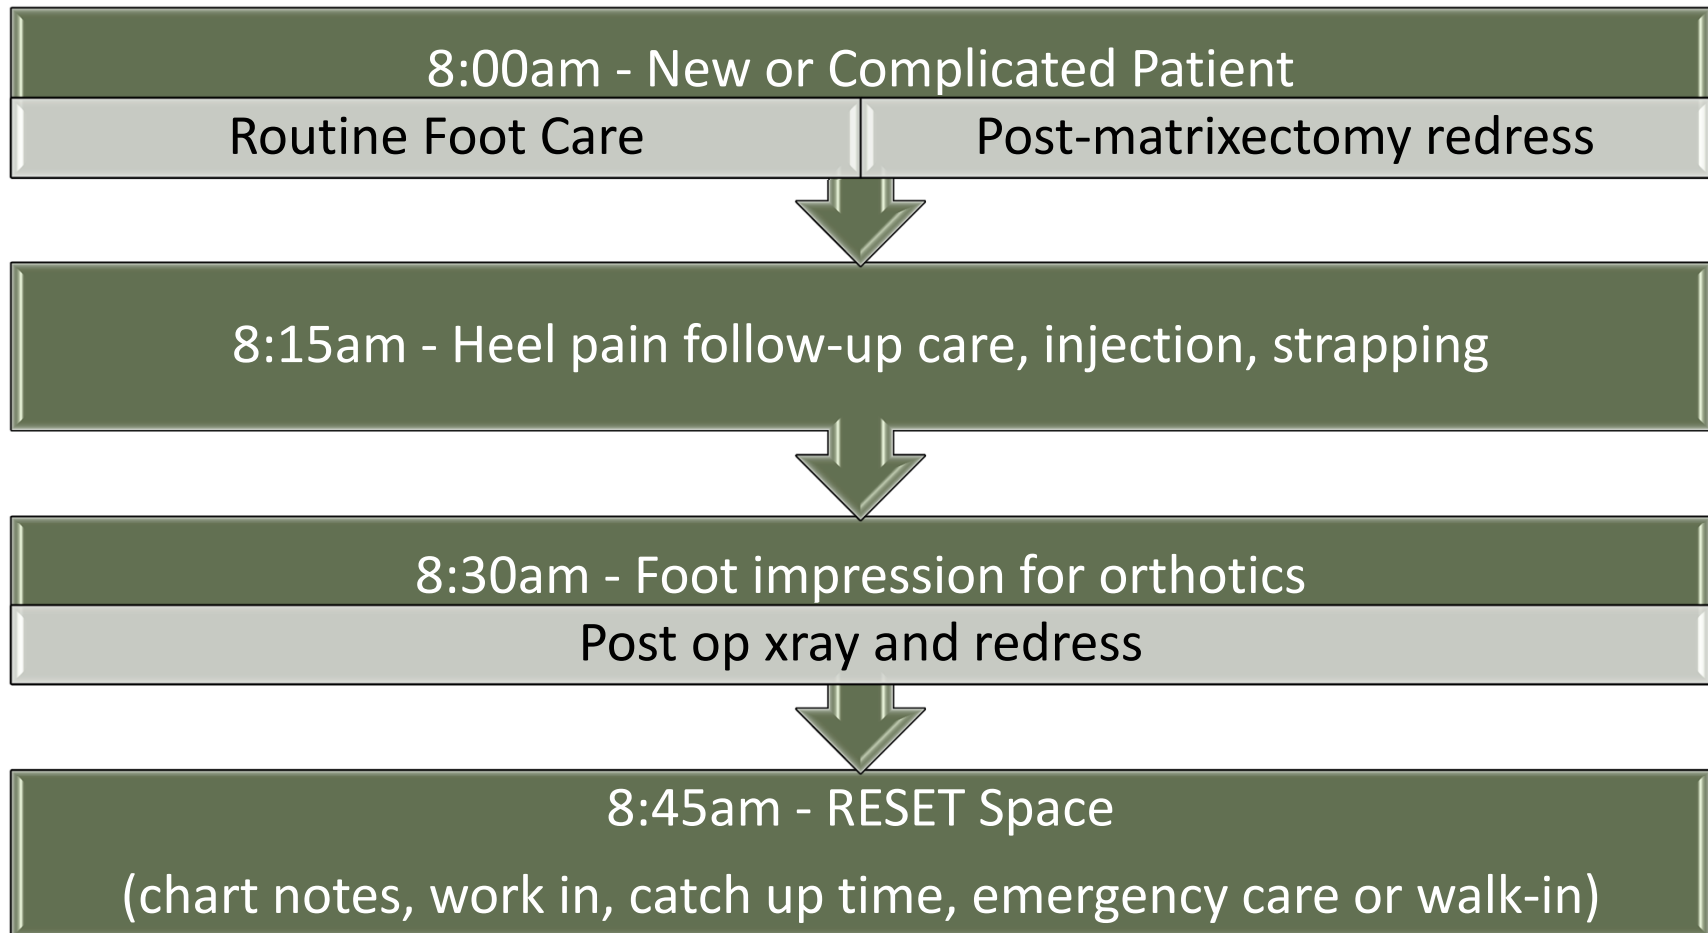 8:00am - New or Complicated Patient
Routine Foot Care
Post-matrixectomy redress
8:15am - Heel pain follow-up care, injection, strapping
8:30am - Foot impression for orthotics
Post op xray and redress
8:45am - RESET Space
(chart notes, work in, catch up time, emergency care or walk-in)